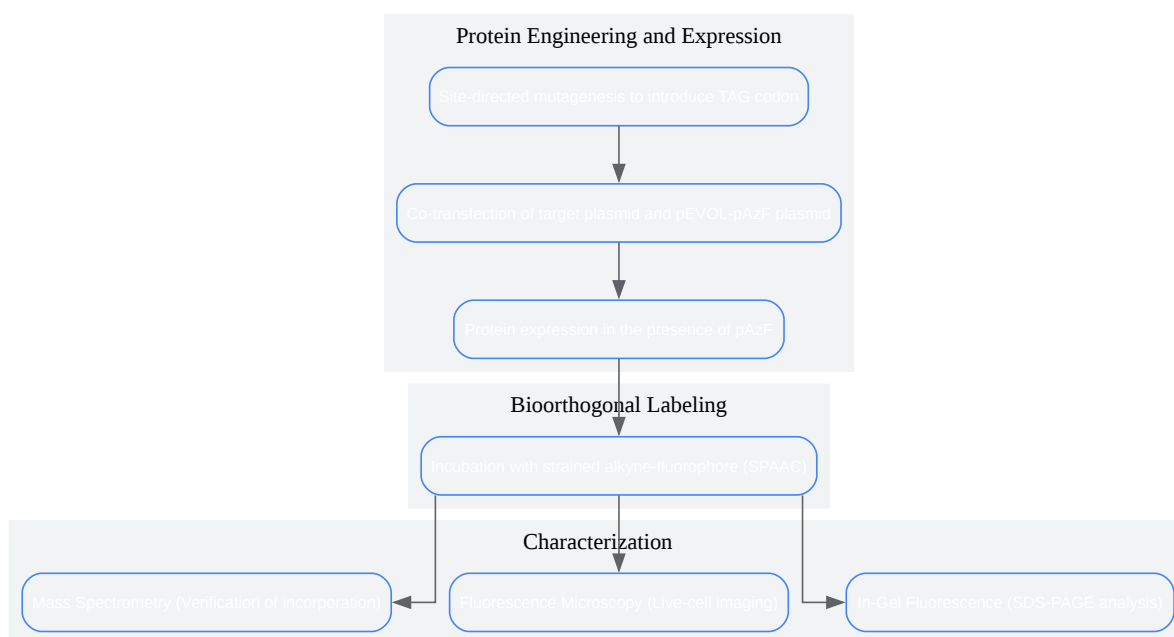 Protein Engineering and Expression
Site-directed mutagenesis to introduce TAG codon
Co-transfection of target plasmid and pEVOL-pAzF plasmid
Protein expression in the presence of pAzF
Bioorthogonal Labeling
Incubation with strained alkyne-fluorophore (SPAAC)
Characterization
Mass Spectrometry (Verification of incorporation)
Fluorescence Microscopy (Live-cell imaging)
In-Gel Fluorescence (SDS-PAGE analysis)